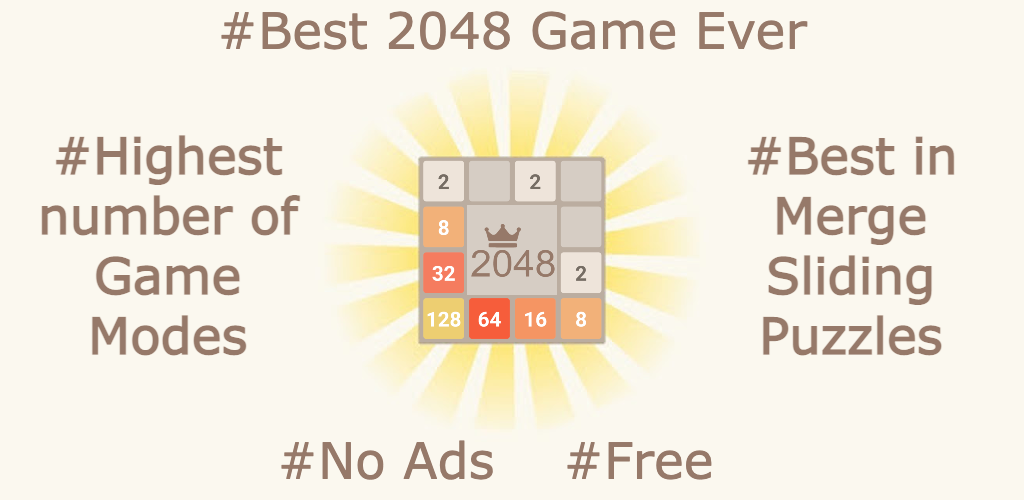 #Best 2048 Game Ever
#Highest
number of
Game
Modes
2 2
8
2048
32 2
128 64 16 8
#Best in
Merge
Sliding
Puzzles
#No Ads #Free